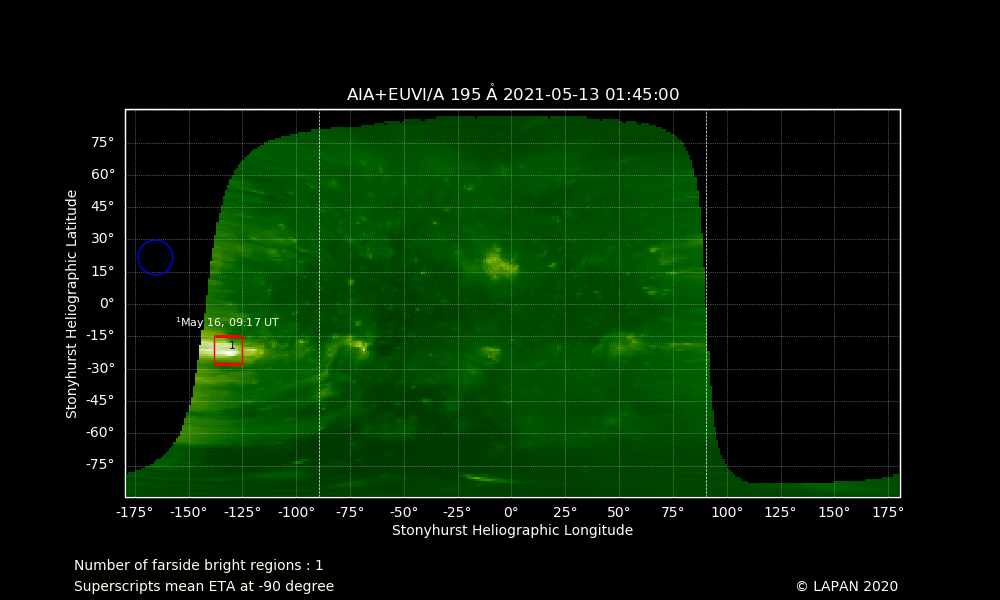 AIA+EUVI/A 195 Å 2021-05-13 01:45:00
75°
60°
45°
30°
15°
0°
-15°
-30°
-45°
-60°
-75°
Stonyhurst Heliographic Latitude
¹May 16, 09:17 UT
1
-175° -150° -125° -100° -75° -50° -25° 0° 25° 50° 75° 100° 125° 150° 175°
Stonyhurst Heliographic Longitude
Number of farside bright regions : 1
Superscripts mean ETA at -90 degree
© LAPAN 2020